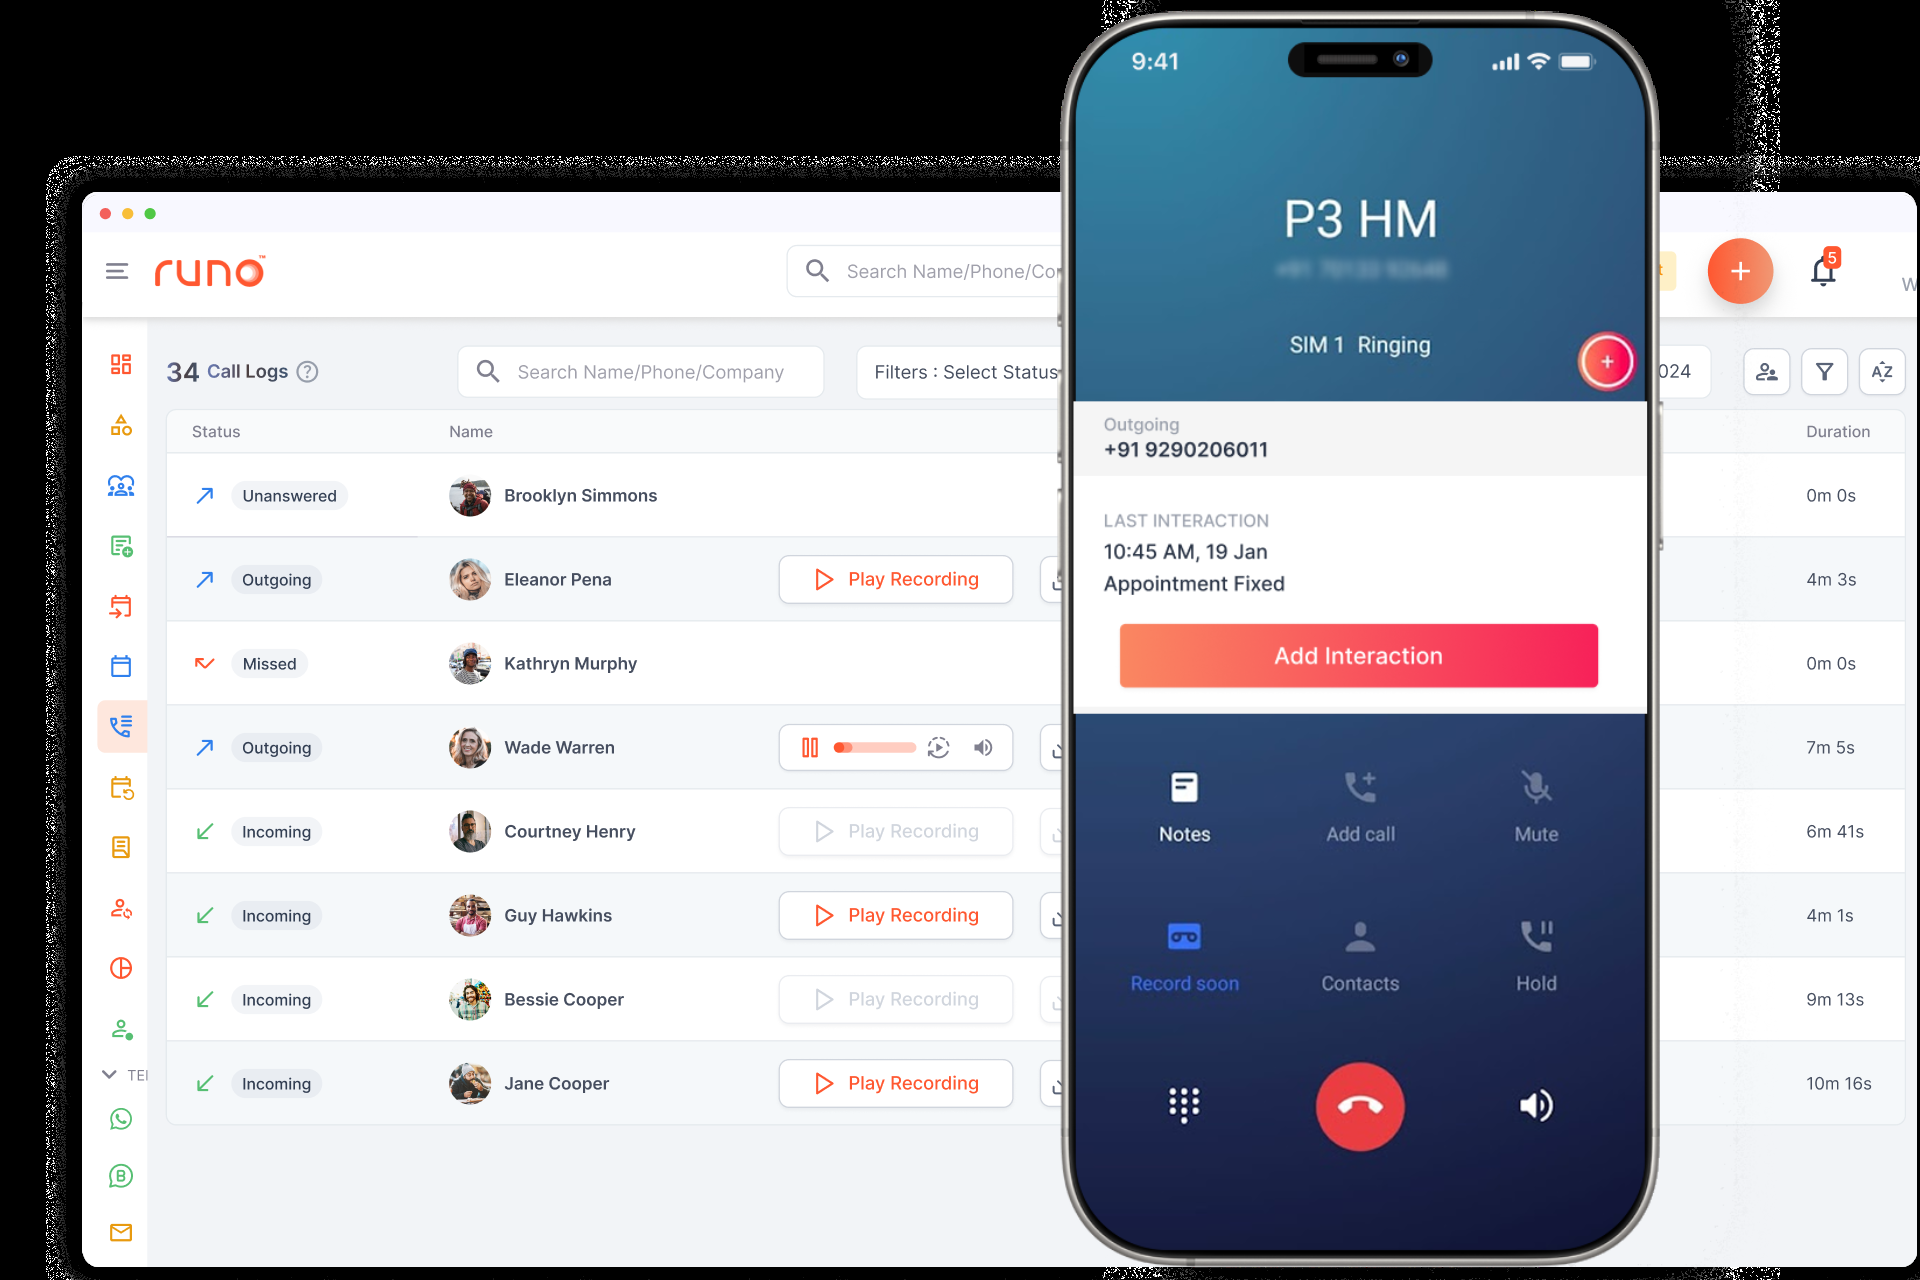 runo™
Search Name/Phone/Co
5
W
34 Call Logs
?
Search Name/Phone/Company
Filters : Select Status
024
AZ
Status
Name
Duration
Unanswered
Brooklyn Simmons
0m 0s
Outgoing
Eleanor Pena
Play Recording
4m 3s
Missed
Kathryn Murphy
0m 0s
Outgoing
Wade Warren
7m 5s
Incoming
Courtney Henry
Play Recording
6m 41s
Incoming
Guy Hawkins
Play Recording
4m 1s
Incoming
Bessie Cooper
Play Recording
9m 13s
Incoming
Jane Cooper
Play Recording
10m 16s
9:41
P3 HM
SIM 1 Ringing
Outgoing
+91 9290206011
LAST INTERACTION
10:45 AM, 19 Jan
Appointment Fixed
Add Interaction
Notes
Add call
Mute
Record soon
Contacts
Hold